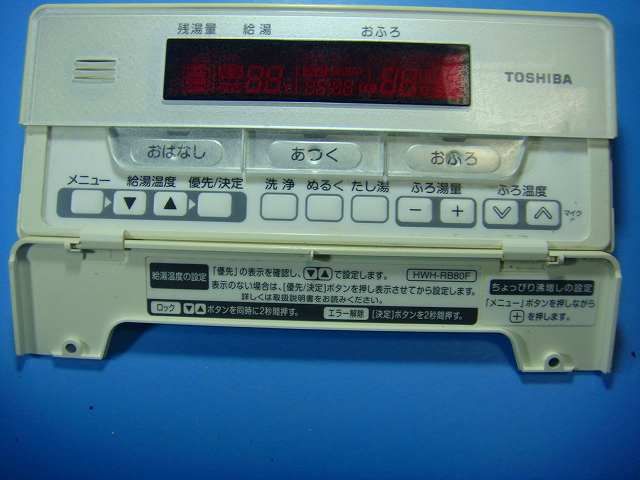 残湯量 給湯 おふろ
TOSHIBA
おはなし あつく おふろ
メニュー 給湯温度 優先/決定 洗浄 ぬるく たし湯 ふろ湯量 ふろ温度
▼ ▲ − + マイク
給湯温度の設定 「優先」の表示を確認し、▼▲で設定します。 HWH-RB80F
表示のない場合は、[優先/決定]ボタンを押し表示させてから設定します。
詳しくは取扱説明書をお読みください。
ロック ▼▲ボタンを同時に2秒間押す。 エラー解除 [決定]ボタンを2秒間押す。
ちょっぴり沸増しの設定
「メニュー」ボタンを押しながら
+を押します。